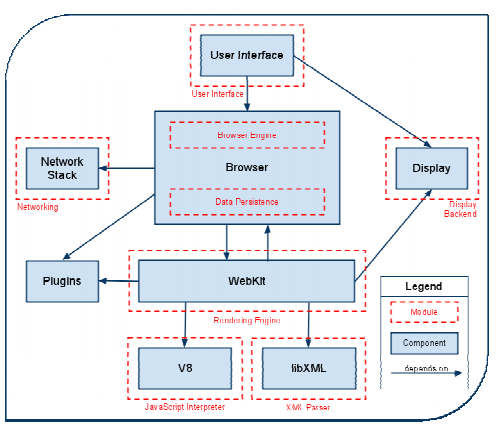 User Interface
User Interface
Browser Engine
Browser
Network
Stack
Display
Networking
Data Persistence
Display
Backend
Plugins
WebKit
Rendering Engine
Legend
Module
Component
depends on
V8
libXML
JavaScript Interpreter
XML Parser